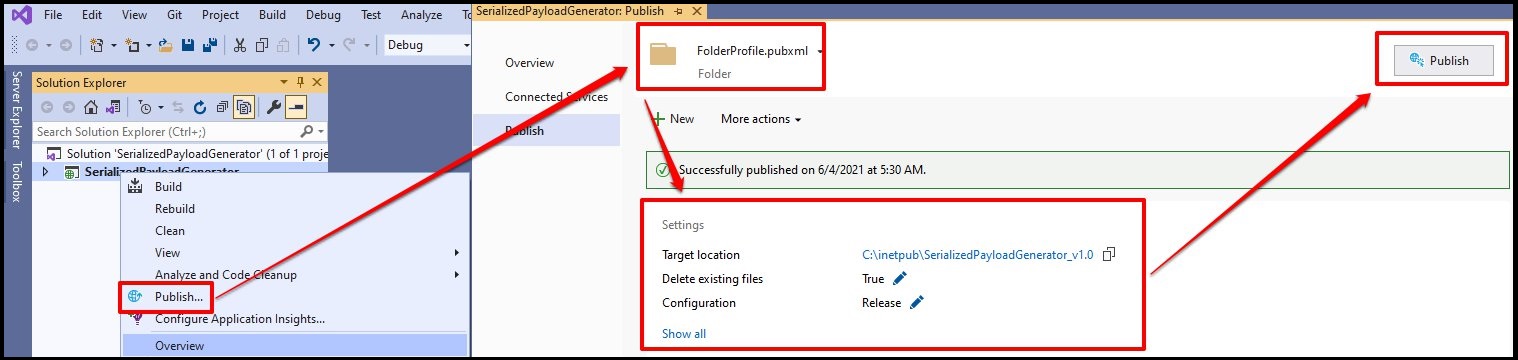 File Edit View Git Project Build Debug Test Analyze
Debug
Server Explorer
Toolbox
Solution Explorer
Search Solution Explorer (Ctrl+;)
Solution 'SerializedPayloadGenerator' (1 of 1 proje
SerializedPayloadGenerator
Build
Rebuild
Clean
View
Analyze and Code Cleanup
Publish...
Configure Application Insights...
Overview
SerializedPayloadGenerator: Publish
Overview
Connected Services
Publish
FolderProfile.pubxml
Folder
Publish
New More actions
Successfully published on 6/4/2021 at 5:30 AM.
Settings
Target location C:\inetpub\SerializedPayloadGenerator_v1.0
Delete existing files True
Configuration Release
Show all